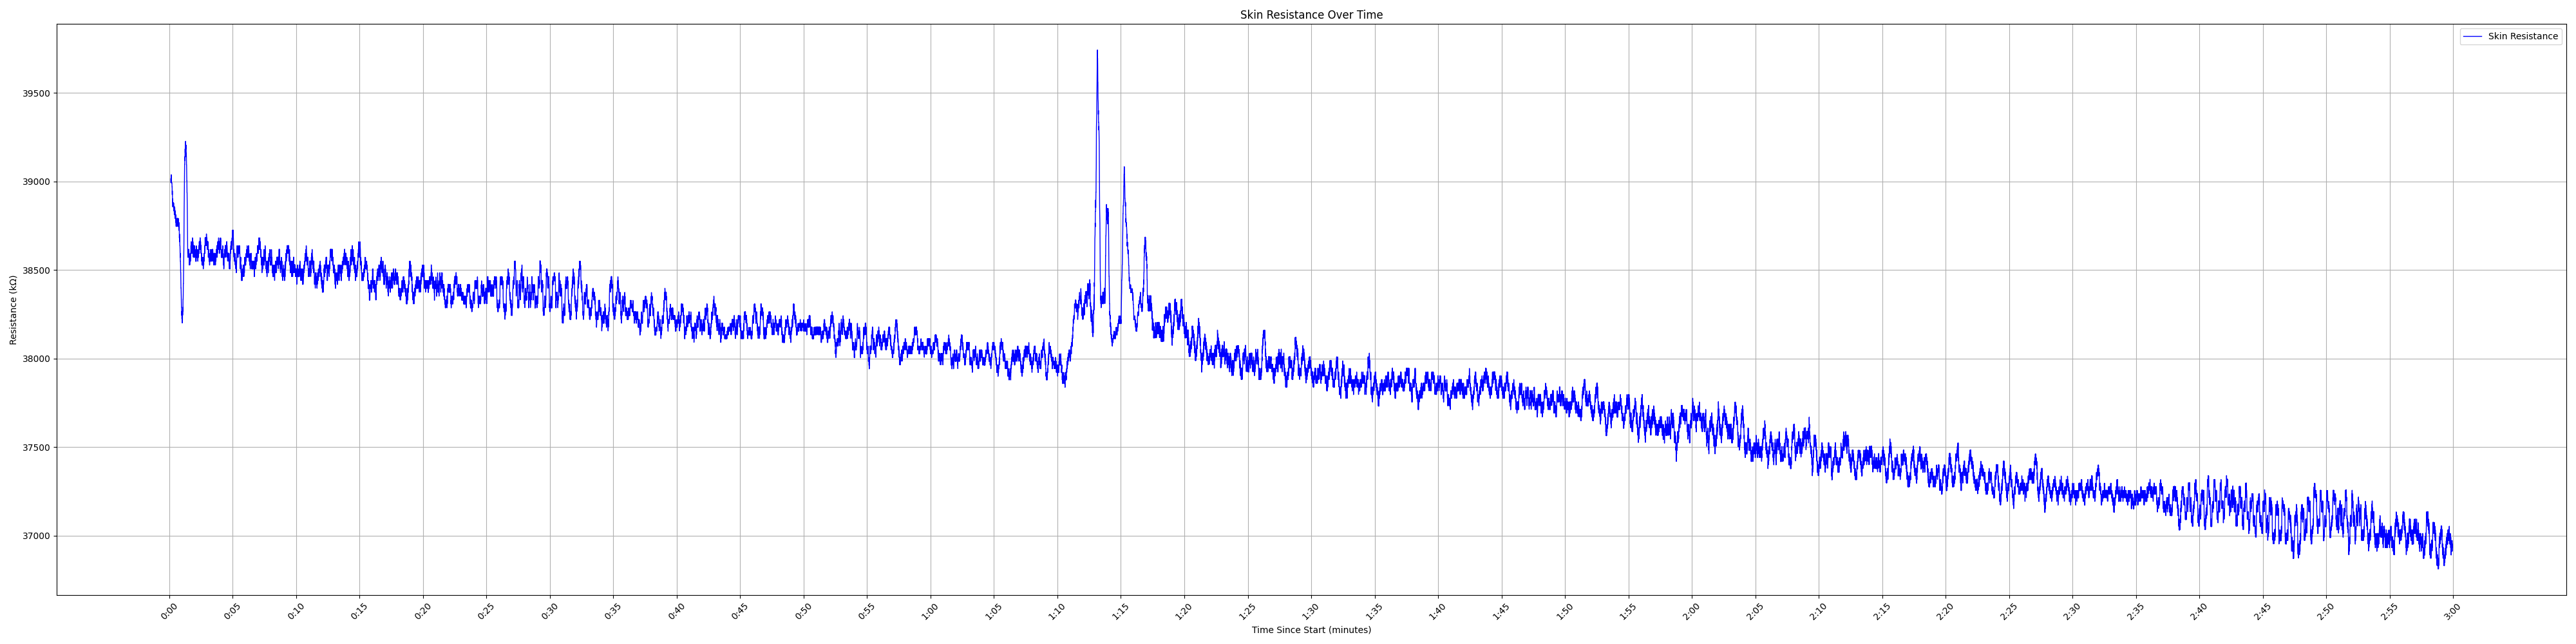 Skin Resistance Over Time
Skin Resistance
Resistance (kΩ)
39500
39000
38500
38000
37500
37000
0:00 0:05 0:10 0:15 0:20 0:25 0:30 0:35 0:40 0:45 0:50 0:55 1:00 1:05 1:10 1:15 1:20 1:25 1:30 1:35 1:40 1:45 1:50 1:55 2:00 2:05 2:10 2:15 2:20 2:25 2:30 2:35 2:40 2:45 2:50 2:55 3:00
Time Since Start (minutes)